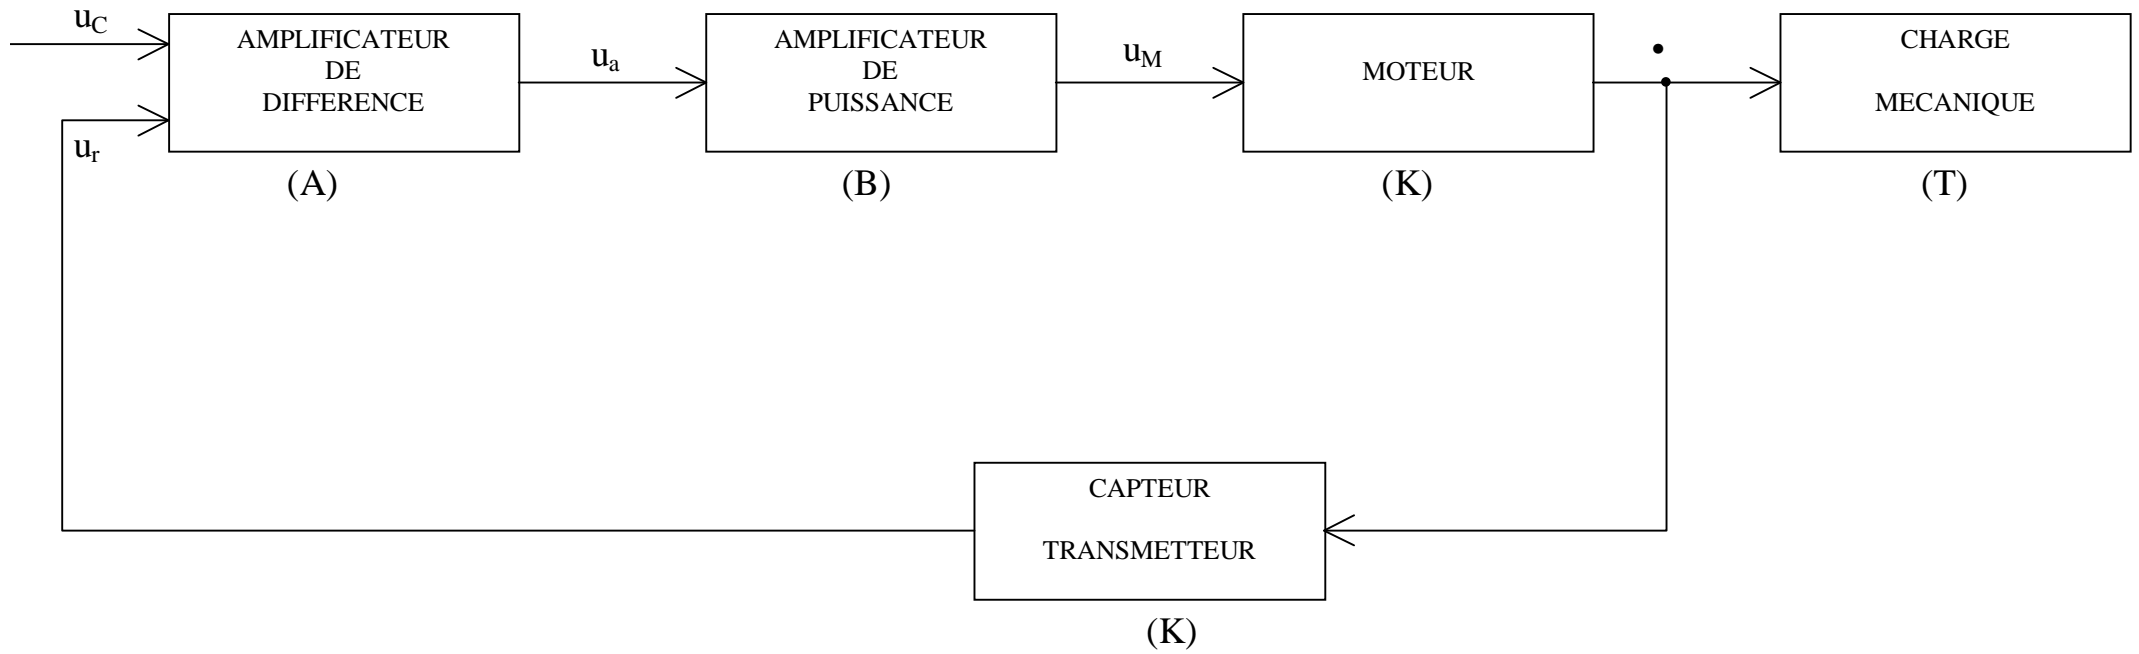 u_C
AMPLIFICATEUR
DE
DIFFERENCE
(A)
u_r
u_a
AMPLIFICATEUR
DE
PUISSANCE
(B)
u_M
MOTEUR
(K)
•
CHARGE
MECANIQUE
(T)
CAPTEUR
TRANSMETTEUR
(K)